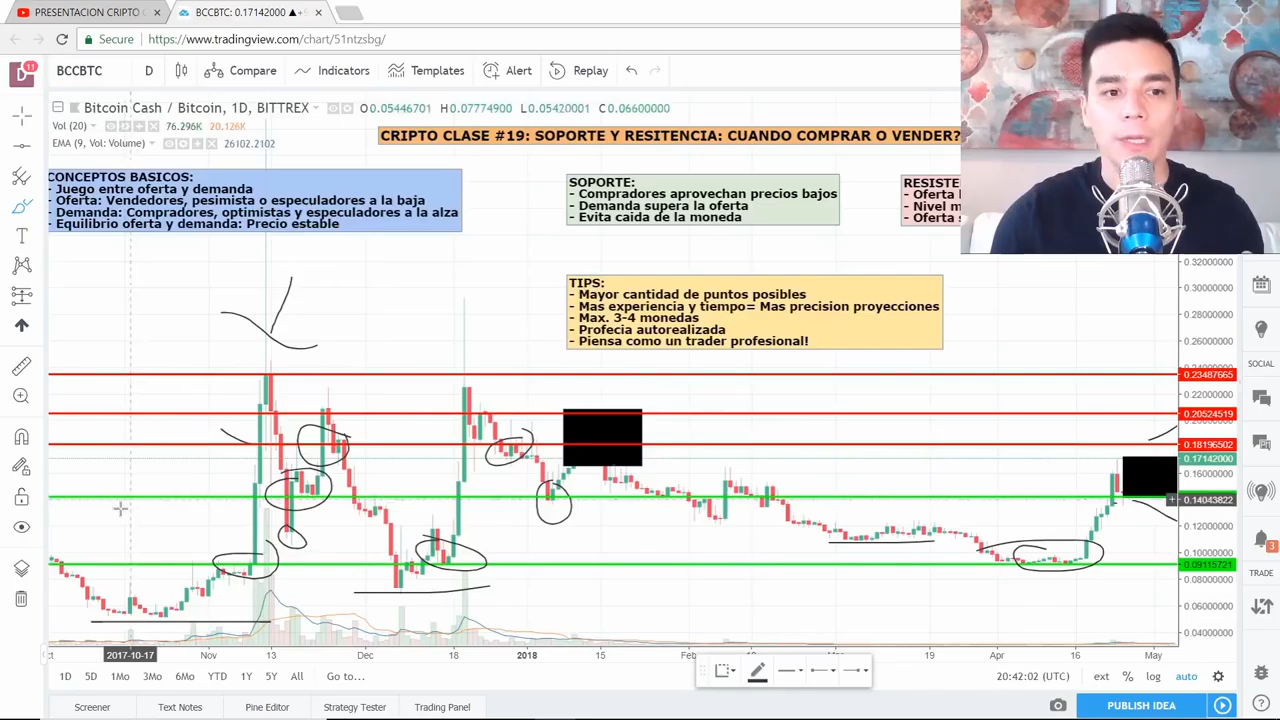 PRESENTACION CRIPTO
BCCBTC: 0.17142000 ▲+
Secure
https://www.tradingview.com/chart/51ntzsbg/
11
BCCBTC
D
Compare
Indicators
Templates
Alert
Replay
Bitcoin Cash / Bitcoin, 1D, BITTREX
O0.05446701 H0.07774900 L0.05420001 C0.06600000
Vol (20)
76.296K 20.126K
EMA (9, Vol: Volume)
26102.2102
CRIPTO CLASE #19: SOPORTE Y RESITENCIA: CUANDO COMPRAR O VENDER?
CONCEPTOS BASICOS:
- Juego entre oferta y demanda
- Oferta: Vendedores, pesimista o especuladores a la baja
- Demanda: Compradores, optimistas y especuladores a la alza
- Equilibrio oferta y demanda: Precio estable
SOPORTE:
- Compradores aprovechan precios bajos
- Demanda supera la oferta
- Evita caida de la moneda
RESISTE
- Oferta
- Nivel m
- Oferta s
TIPS:
- Mayor cantidad de puntos posibles
- Mas experiencia y tiempo= Mas precision proyecciones
- Max. 3-4 monedas
- Profecia autorealizada
- Piensa como un trader profesional!
0.32000000
0.30000000
0.28000000
0.26000000
0.23487665
0.22000000
0.20524519
0.18196502
0.17142000
0.16000000
0.14043822
0.12000000
0.10000000
0.09115721
0.08000000
0.06000000
0.04000000
SOCIAL
3
TRADE
2017-10-17
Nov
13
Dec
18
2018
15
Feb
19
Apr
16
May
1D
5D
1Mo
3Mo
6Mo
YTD
1Y
5Y
All
Go to...
20:42:02 (UTC)
ext
%
log
auto
Screener
Text Notes
Pine Editor
Strategy Tester
Trading Panel
PUBLISH IDEA